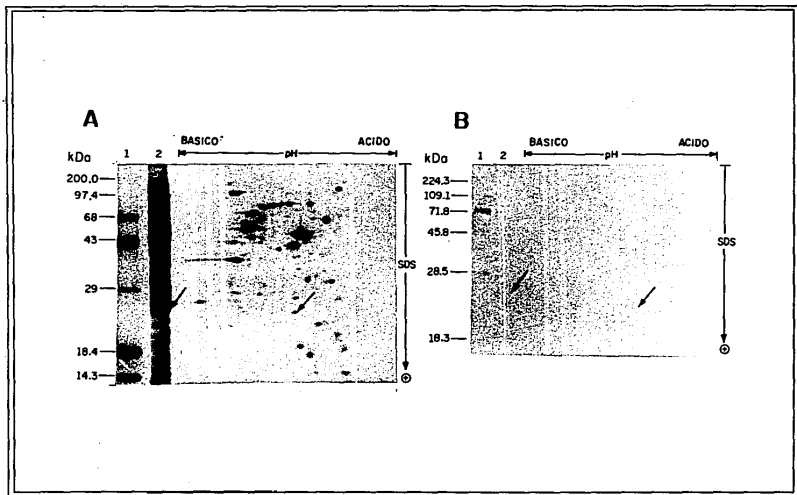 A
BASICO pH ACIDO
kDa 1 2
200.0
97.4
68
43
29
18.4
14.3
SDS
+
B
BASICO pH ACIDO
kDa 1 2
224.3
109.1
71.8
45.8
28.5
18.3
SDS
+